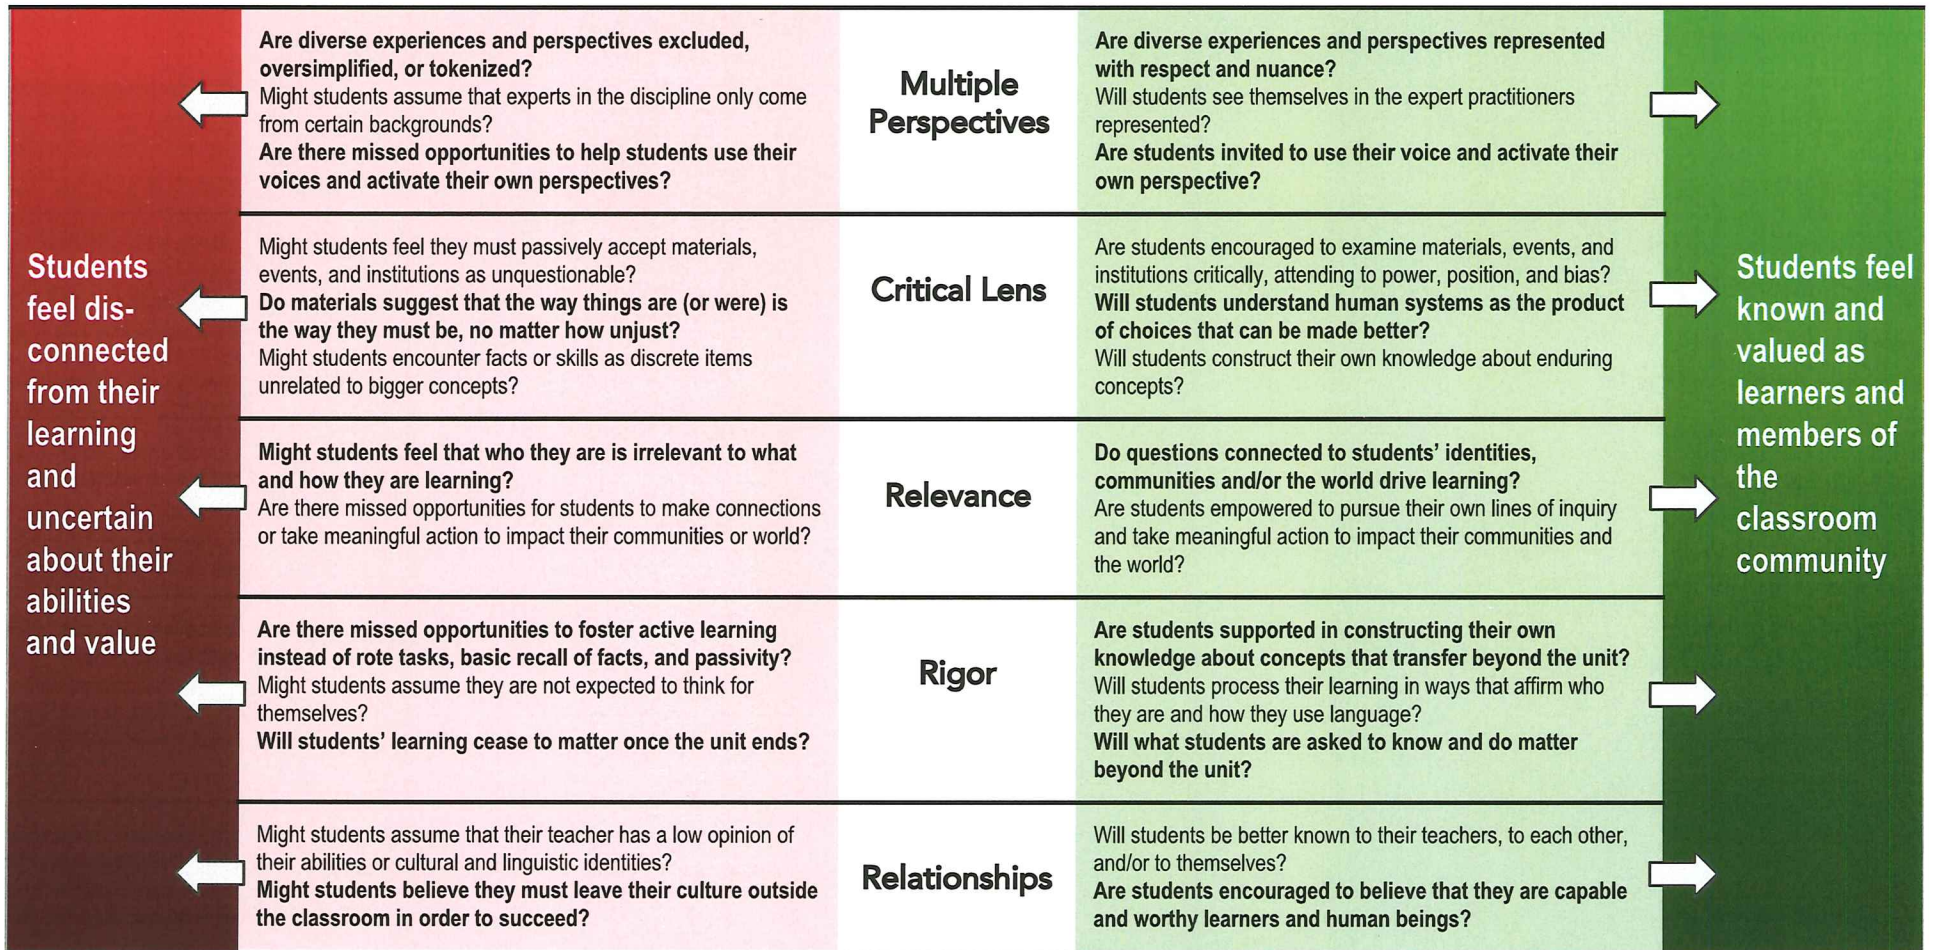 Students
feel dis-
connected
from their
learning
and
uncertain
about their
abilities
and value
Are diverse experiences and perspectives excluded,
oversimplified, or tokenized?
Might students assume that experts in the discipline only come
from certain backgrounds?
Are there missed opportunities to help students use their
voices and activate their own perspectives?
Multiple
Perspectives
Are diverse experiences and perspectives represented
with respect and nuance?
Will students see themselves in the expert practitioners
represented?
Are students invited to use their voice and activate their
own perspective?
Might students feel they must passively accept materials,
events, and institutions as unquestionable?
Do materials suggest that the way things are (or were) is
the way they must be, no matter how unjust?
Might students encounter facts or skills as discrete items
unrelated to bigger concepts?
Critical Lens
Are students encouraged to examine materials, events, and
institutions critically, attending to power, position, and bias?
Will students understand human systems as the product
of choices that can be made better?
Will students construct their own knowledge about enduring
concepts?
Might students feel that who they are is irrelevant to what
and how they are learning?
Are there missed opportunities for students to make connections
or take meaningful action to impact their communities or world?
Relevance
Do questions connected to students' identities,
communities and/or the world drive learning?
Are students empowered to pursue their own lines of inquiry
and take meaningful action to impact their communities and
the world?
Are there missed opportunities to foster active learning
instead of rote tasks, basic recall of facts, and passivity?
Might students assume they are not expected to think for
themselves?
Will students' learning cease to matter once the unit ends?
Rigor
Are students supported in constructing their own
knowledge about concepts that transfer beyond the unit?
Will students process their learning in ways that affirm who
they are and how they use language?
Will what students are asked to know and do matter
beyond the unit?
Might students assume that their teacher has a low opinion of
their abilities or cultural and linguistic identities?
Might students believe they must leave their culture outside
the classroom in order to succeed?
Relationships
Will students be better known to their teachers, to each other,
and/or to themselves?
Are students encouraged to believe that they are capable
and worthy learners and human beings?
Students feel
known and
valued as
learners and
members of
the
classroom
community